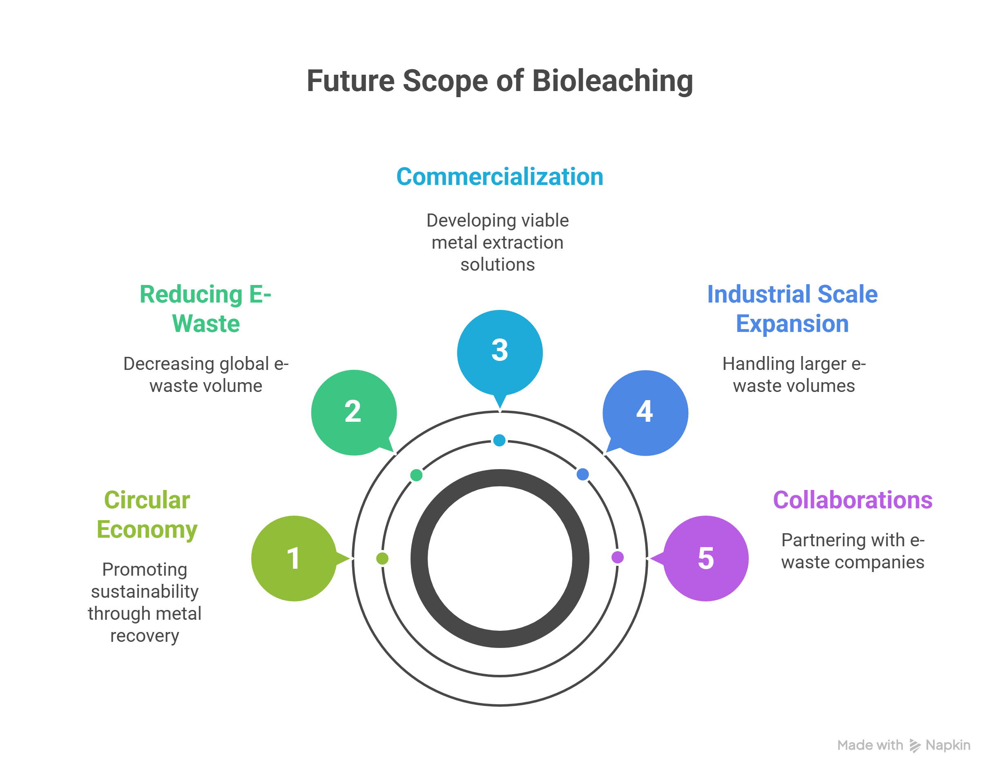 Future Scope of Bioleaching
Circular
Economy
Promoting
sustainability
through metal
recovery
1
Reducing E-
Waste
Decreasing global e-
waste volume
2
Commercialization
Developing viable
metal extraction
solutions
3
Industrial Scale
Expansion
Handling larger e-
waste volumes
4
Collaborations
Partnering with e-
waste companies
5
Made with Napkin